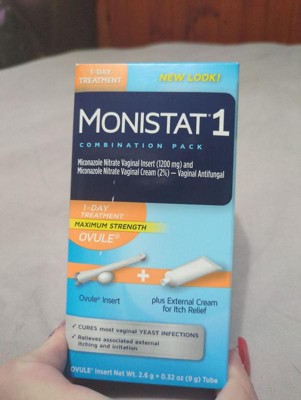 1-DAY
TREATMENT
NEW LOOK!
MONISTAT® 1
COMBINATION PACK
Miconazole Nitrate Vaginal Insert (1200 mg) and
Miconazole Nitrate Vaginal Cream (2%) — Vaginal Antifungal
1-DAY
TREATMENT
MAXIMUM STRENGTH
OVULE®
+
Ovule® Insert
plus External Cream
for Itch Relief
✓ CURES most vaginal YEAST INFECTIONS
✓ Relieves associated external
itching and irritation
OVULE® Insert Net Wt. 2.6 g + 0.32 oz (9 g) Tube